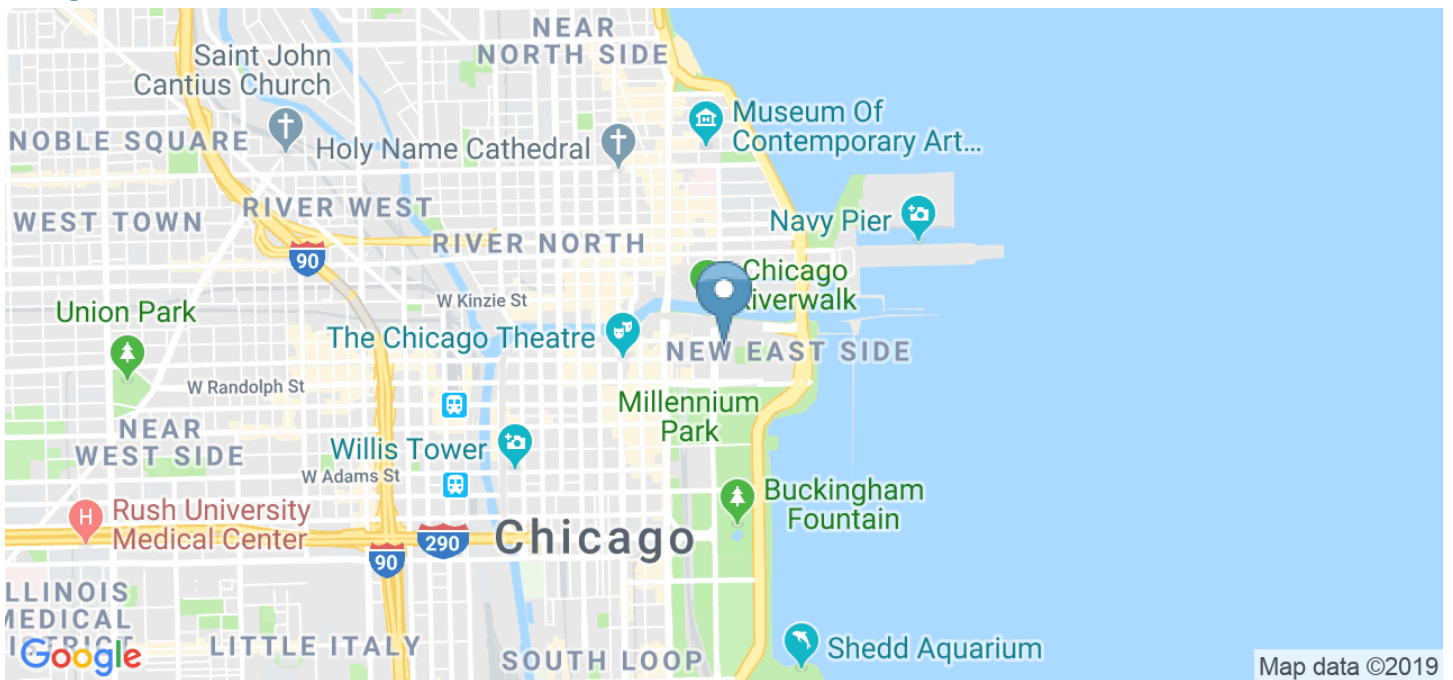 NEAR
NORTH SIDE
Saint John
Cantius Church
Museum Of
Contemporary Art...
NOBLE SQUARE
Holy Name Cathedral
WEST TOWN
RIVER WEST
Navy Pier
RIVER NORTH
90
Chicago
Riverwalk
W Kinzie St
Union Park
The Chicago Theatre
NEW EAST SIDE
W Randolph St
Millennium
Park
NEAR
WEST SIDE
Willis Tower
W Adams St
Buckingham
Fountain
H
Rush University
Medical Center
Chicago
290
90
LLINOIS
MEDICAL
DISTRICT
LITTLE ITALY
SOUTH LOOP
Shedd Aquarium
Google
Map data ©2019